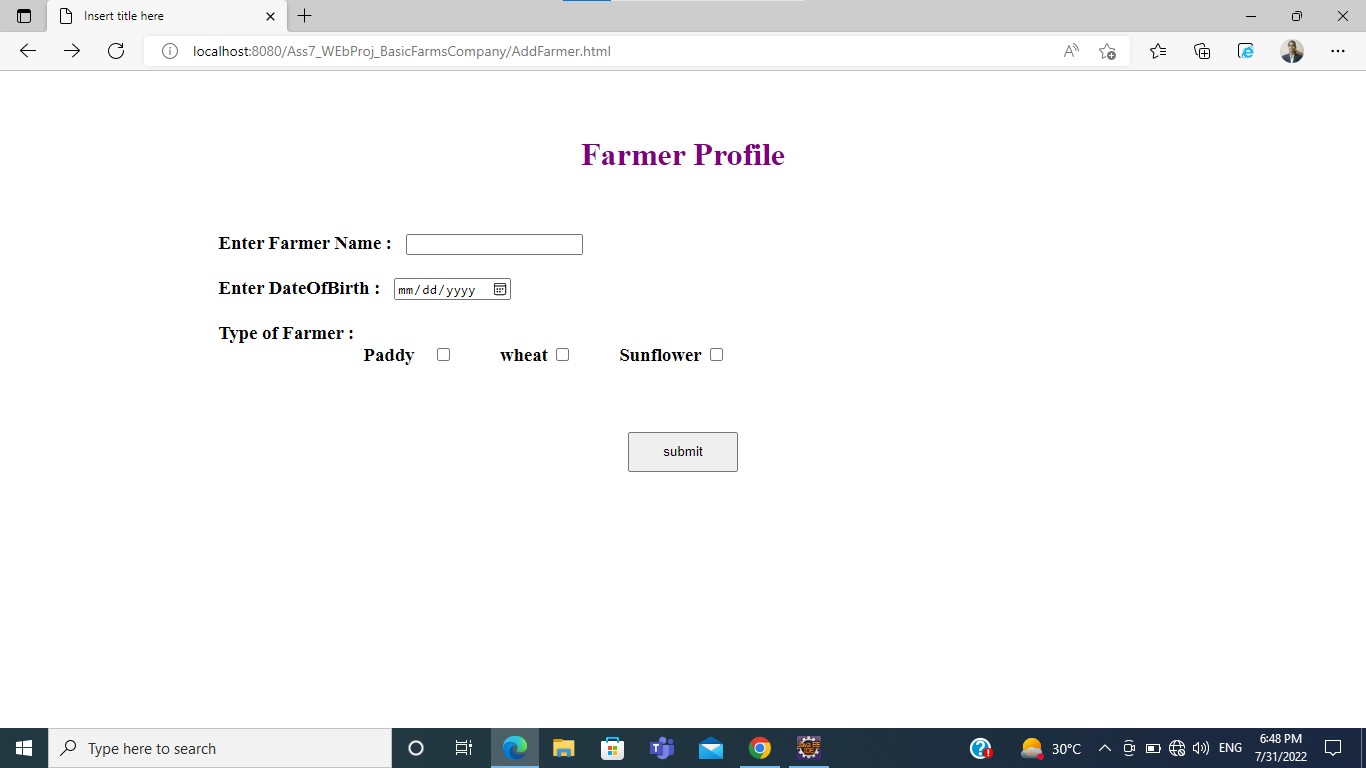 Insert title here
localhost:8080/Ass7_WEbProj_BasicFarmsCompany/AddFarmer.html
Farmer Profile
Enter Farmer Name :
Enter DateOfBirth : mm/dd/yyyy
Type of Farmer :
Paddy wheat Sunflower
submit
Type here to search
30°C
ENG
6:48 PM
7/31/2022